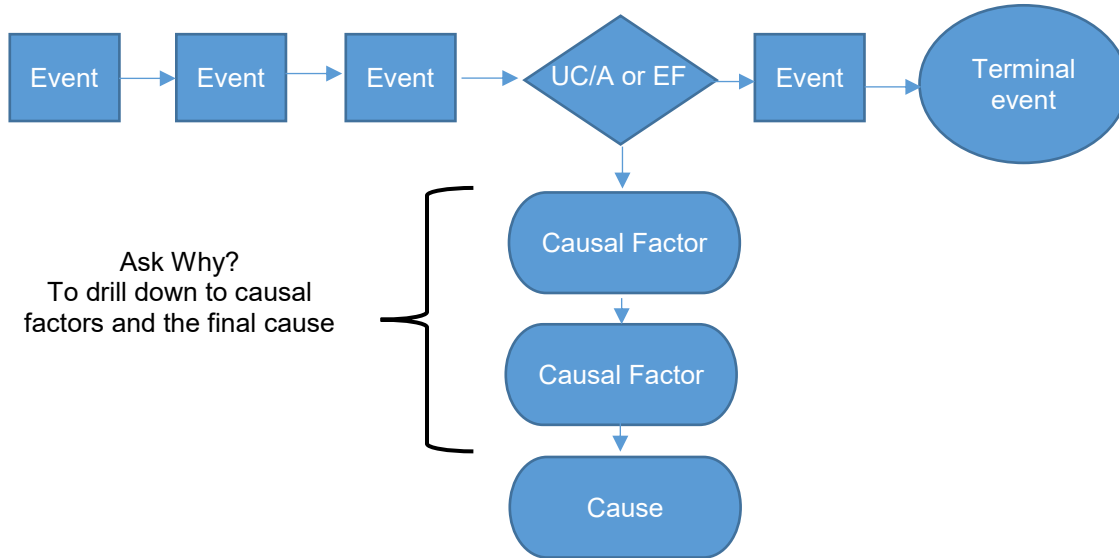 Event
Event
Event
UC/A or EF
Event
Terminal
event
Causal Factor
Ask Why?
To drill down to causal
factors and the final cause
Causal Factor
Cause